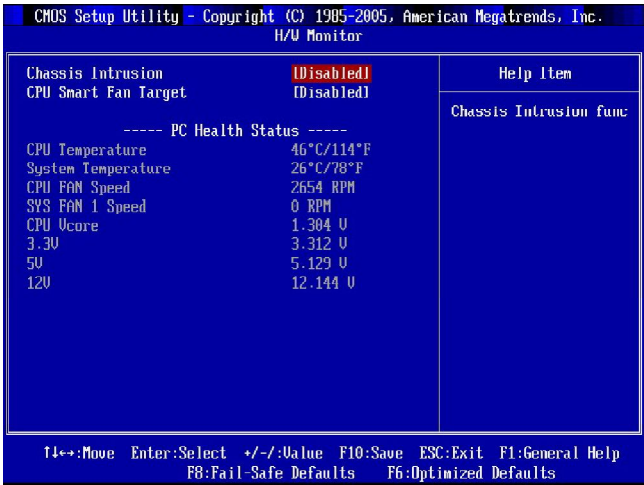 CMOS Setup Utility - Copyright (C) 1985-2005, American Megatrends, Inc.
H/W Monitor
Chassis Intrusion [Disabled]
CPU Smart Fan Target [Disabled]
----- PC Health Status -----
CPU Temperature 46°C/114°F
System Temperature 26°C/78°F
CPU FAN Speed 2654 RPM
SYS FAN 1 Speed 0 RPM
CPU Vcore 1.304 V
3.3V 3.312 V
5V 5.129 V
12V 12.144 V
Help Item
Chassis Intrusion func
↑↓←→:Move Enter:Select +/-/:Value F10:Save ESC:Exit F1:General Help
F8:Fail-Safe Defaults F6:Optimized Defaults